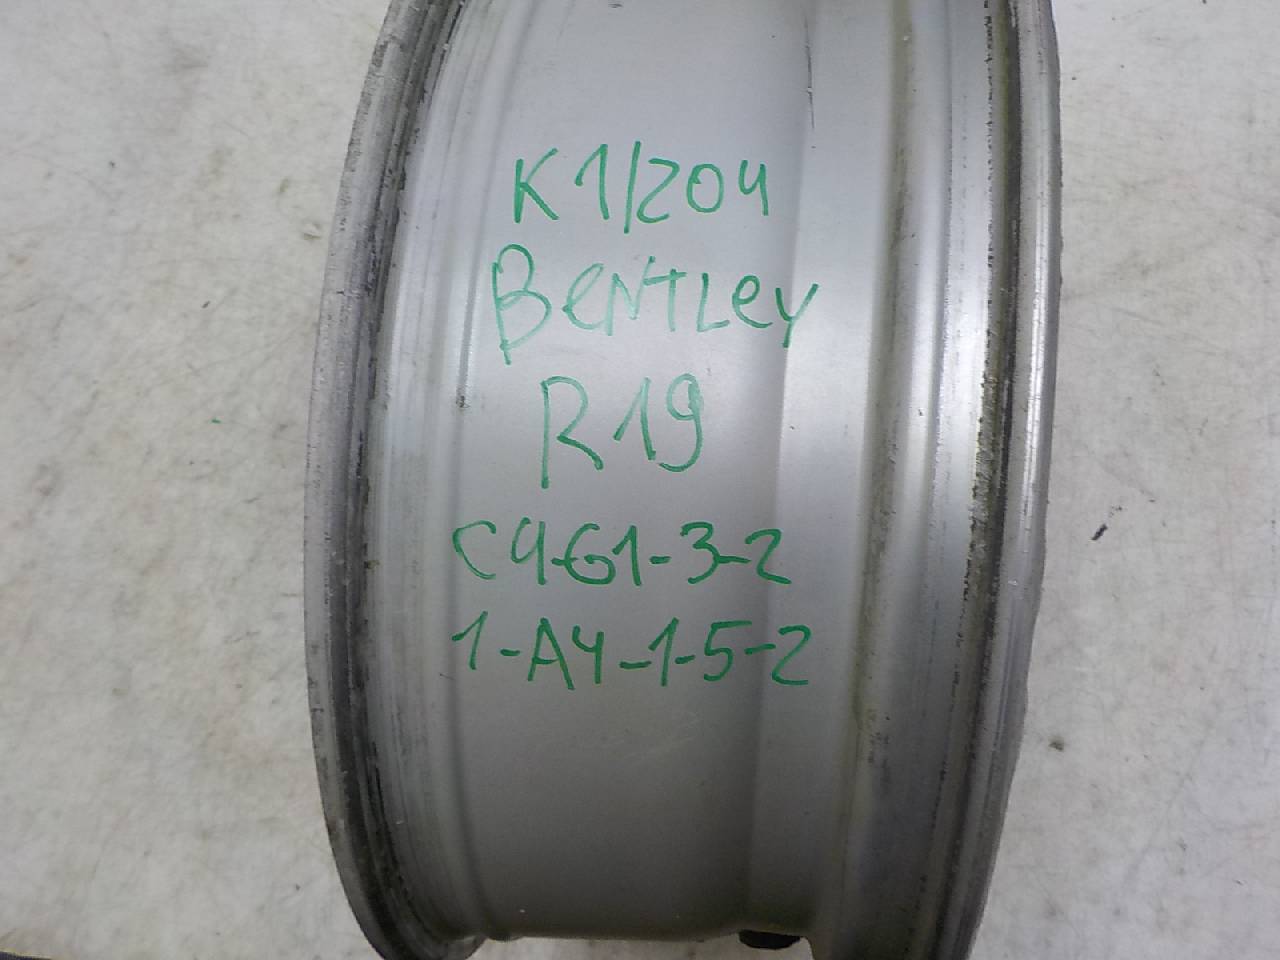 K1/204
BeNTLey
R19
C4-G1-3-2
1-A4-1-5-2